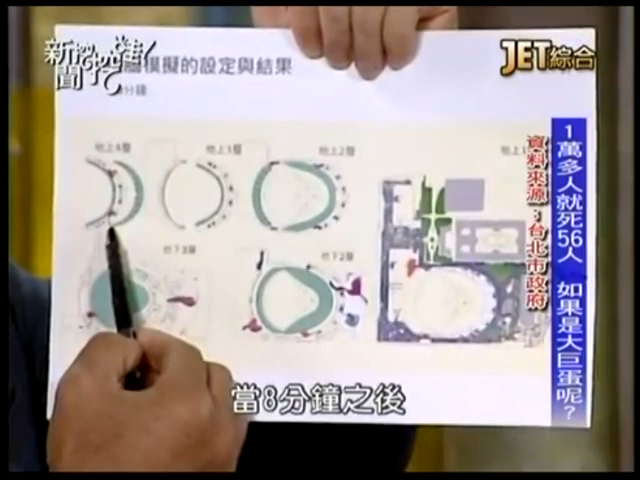 新聞挖挖哇!
JET綜合
模擬的設定與結果
分鐘
地上4層
地上3層
地上2層
地上1
地下3層
地下2層
1萬多人就死56人 如果是大巨蛋呢?
資料來源:台北市政府
當8分鐘之後